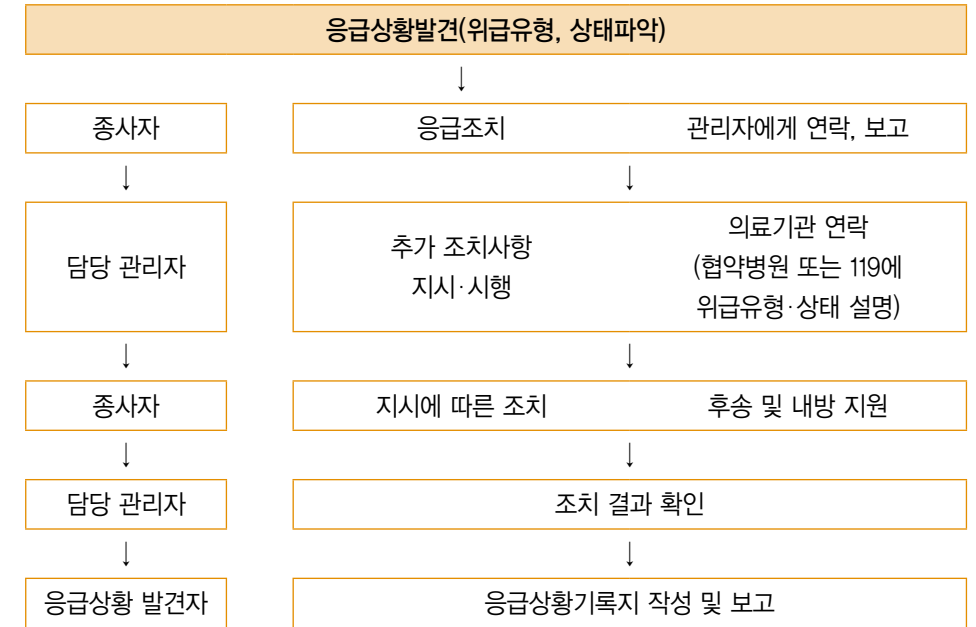 응급상황발견(위급유형, 상태파악)
↓
종사자
응급조치 관리자에게 연락, 보고
↓ ↓
담당 관리자
추가 조치사항
지시·시행
의료기관 연락
(협약병원 또는 119에
위급유형·상태 설명)
↓ ↓
종사자
지시에 따른 조치 후송 및 내방 지원
↓ ↓
담당 관리자
조치 결과 확인
↓ ↓
응급상황 발견자
응급상황기록지 작성 및 보고